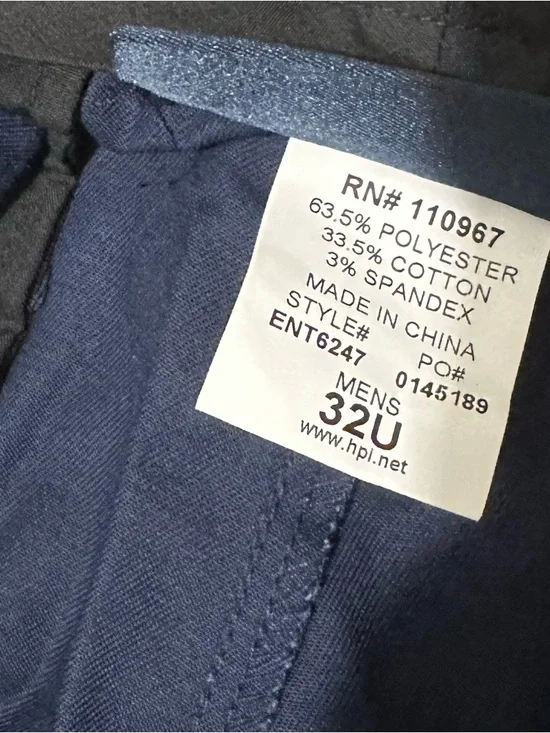 RN# 110967
63.5% POLYESTER
33.5% COTTON
3% SPANDEX
MADE IN CHINA
STYLE# PO#
ENT6247 0145189
MENS
32U
www.hpi.net